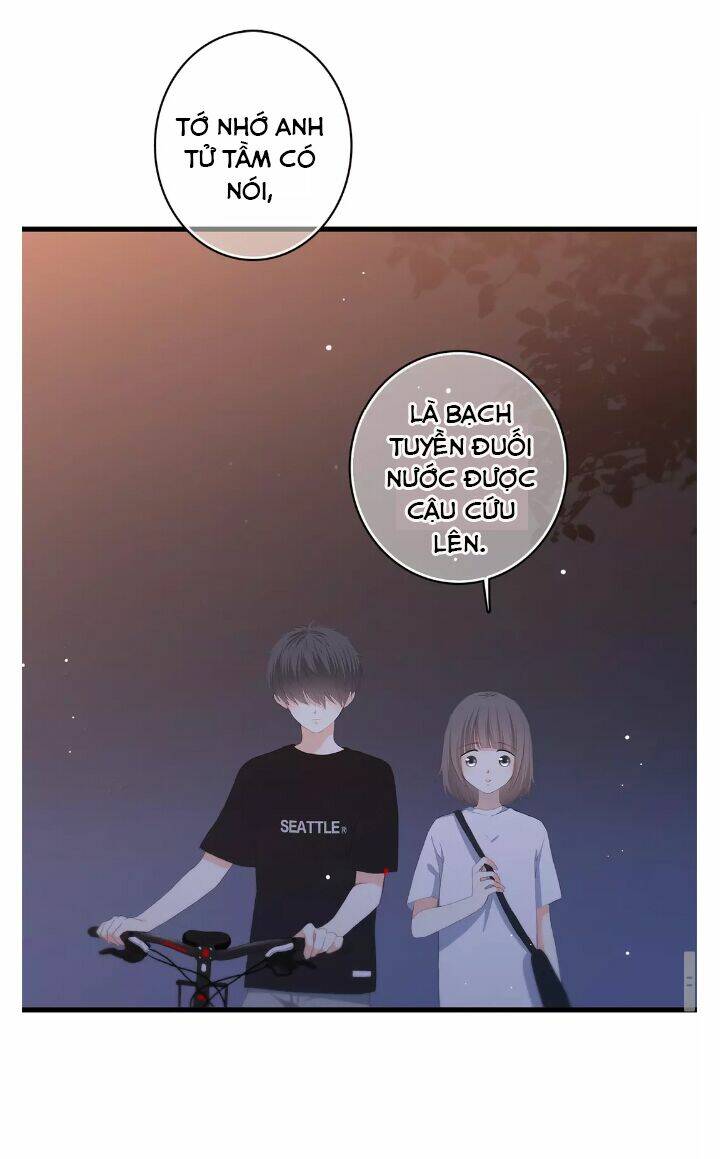 TỚ NHỚ ANH
TỬ TẦM CÓ
NÓI,
LÀ BẠCH
TUYỀN ĐUỐI
NƯỚC ĐƯỢC
CẬU CỨU
LÊN.
SEATTLE®